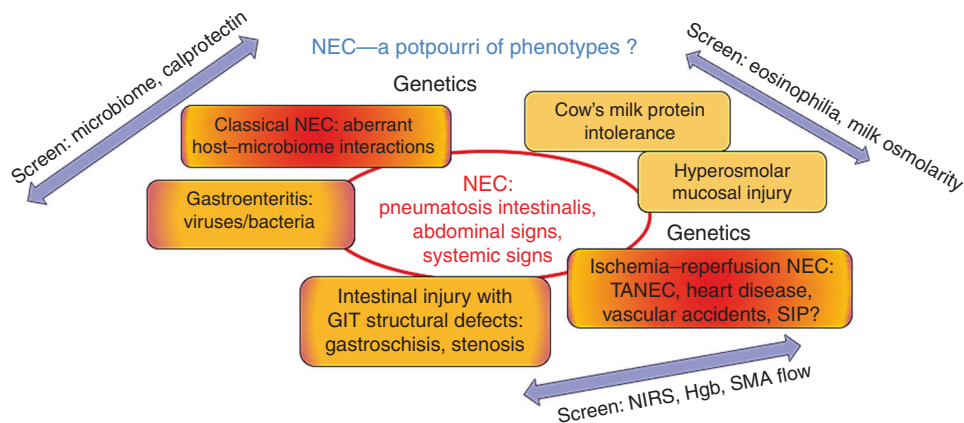 NEC—a potpourri of phenotypes ?
Screen: microbiome, calprotectin
Screen: eosinophilia, milk osmolarity
Genetics
Classical NEC: aberrant
host–microbiome interactions
Cow's milk protein
intolerance
Hyperosmolar
mucosal injury
Gastroenteritis:
viruses/bacteria
NEC:
pneumatosis intestinalis,
abdominal signs,
systemic signs
Genetics
Ischemia–reperfusion NEC:
TANEC, heart disease,
vascular accidents, SIP?
Intestinal injury with
GIT structural defects:
gastroschisis, stenosis
Screen: NIRS, Hgb, SMA flow